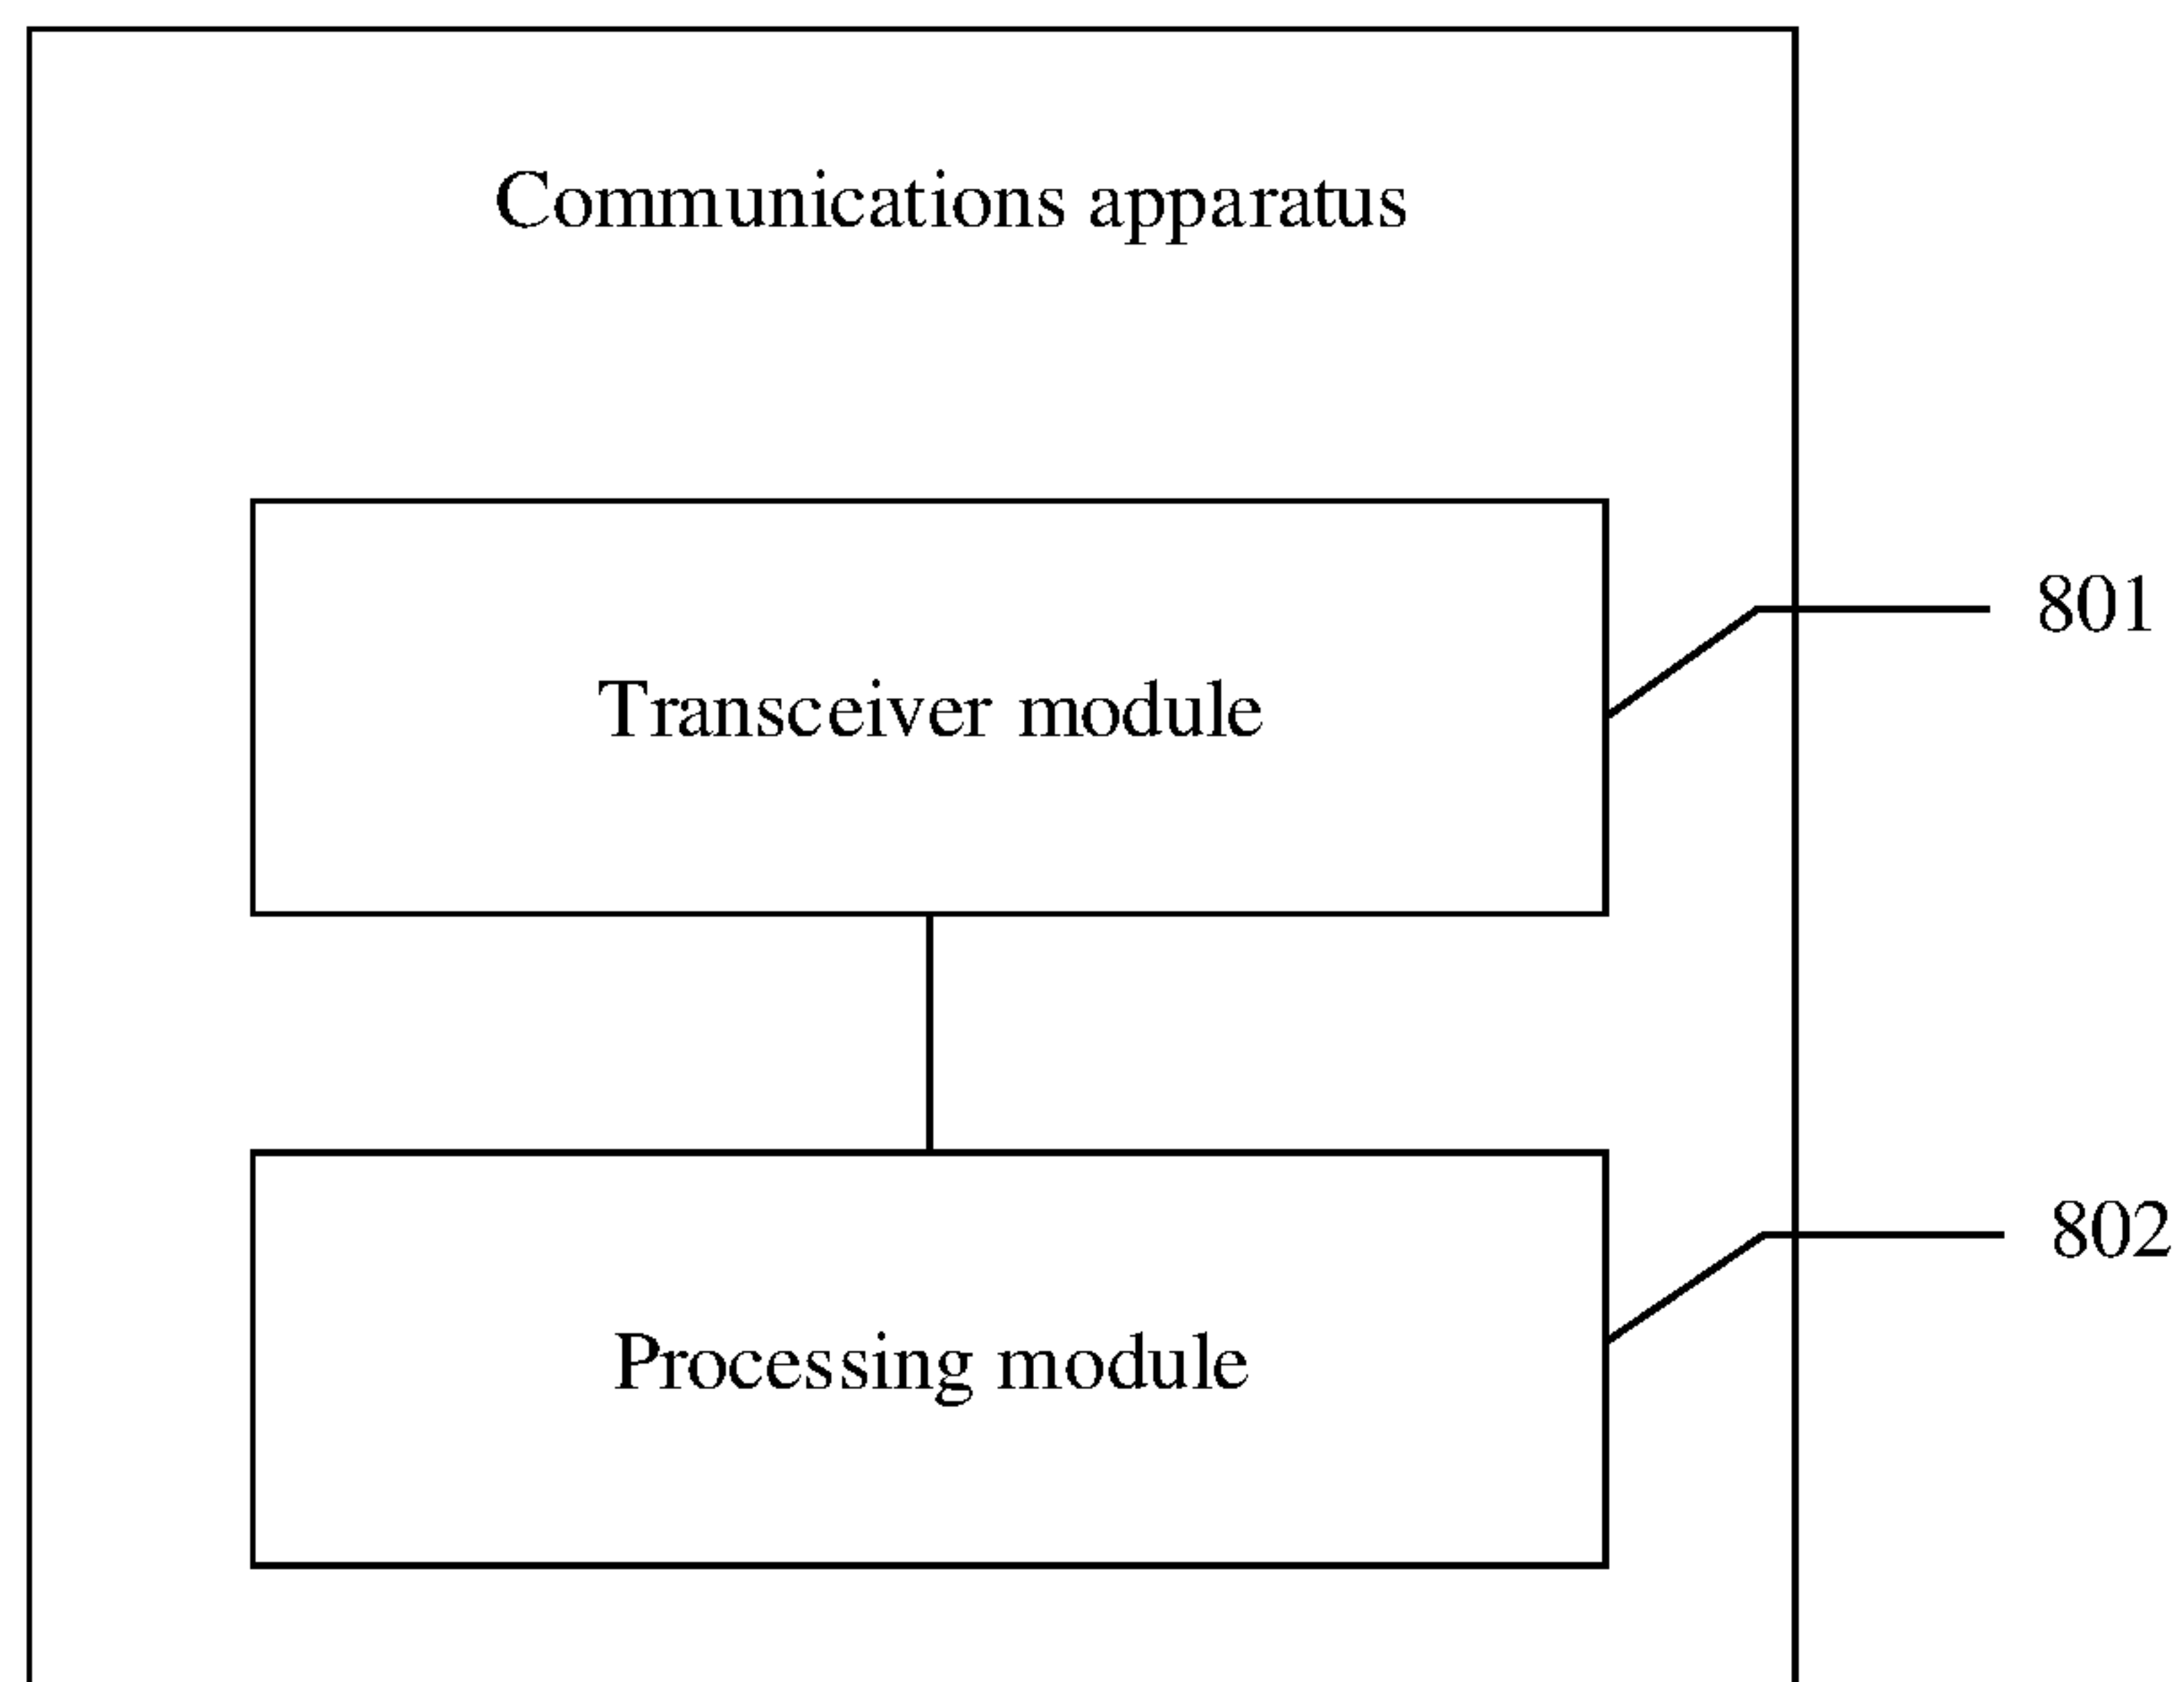 Communications apparatus
801
Transceiver module
802
Processing module